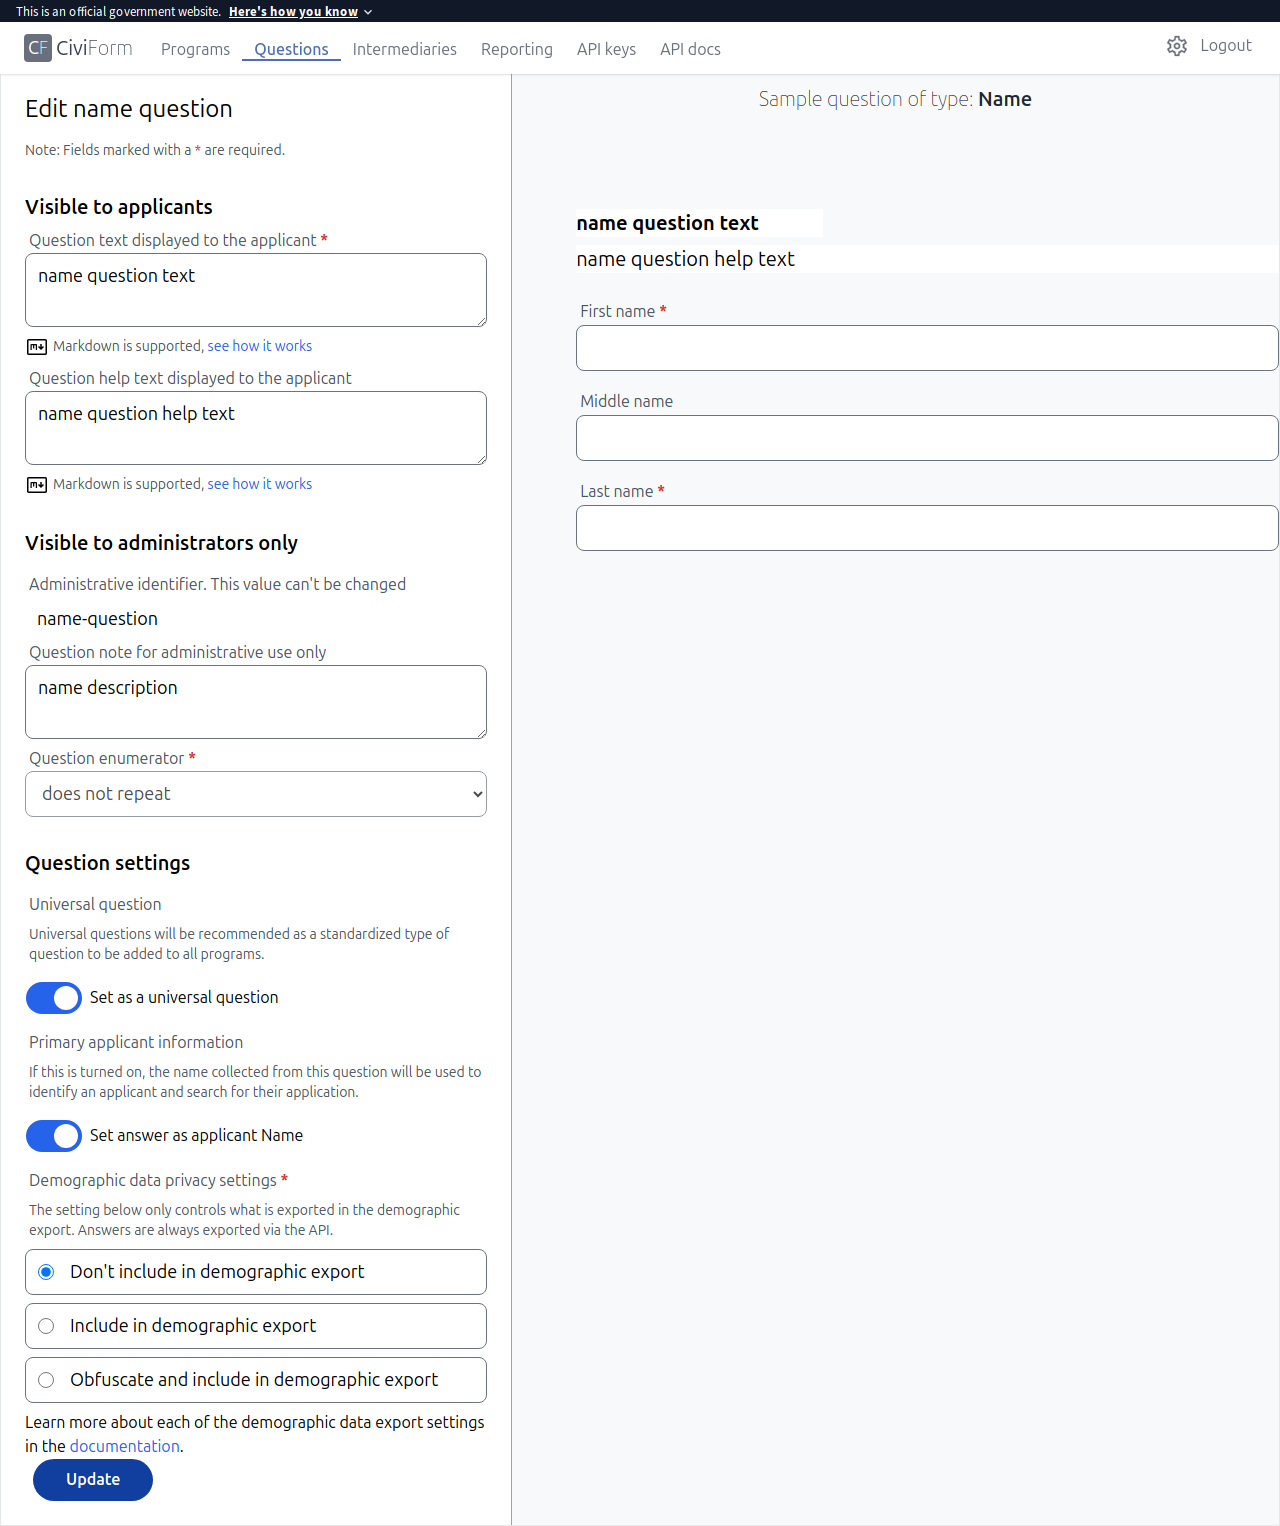 This is an official government website. Here's how you know
CF CiviForm Programs Questions Intermediaries Reporting API keys API docs Logout
Edit name question
Note: Fields marked with a * are required.
Visible to applicants
Question text displayed to the applicant *
name question text
Markdown is supported, see how it works
Question help text displayed to the applicant
name question help text
Markdown is supported, see how it works
Visible to administrators only
Administrative identifier. This value can't be changed
name-question
Question note for administrative use only
name description
Question enumerator *
does not repeat
Question settings
Universal question
Universal questions will be recommended as a standardized type of
question to be added to all programs.
Set as a universal question
Primary applicant information
If this is turned on, the name collected from this question will be used to
identify an applicant and search for their application.
Set answer as applicant Name
Demographic data privacy settings *
The setting below only controls what is exported in the demographic
export. Answers are always exported via the API.
Don't include in demographic export
Include in demographic export
Obfuscate and include in demographic export
Learn more about each of the demographic data export settings
in the documentation.
Update
Sample question of type: Name
name question text
name question help text
First name *
Middle name
Last name *